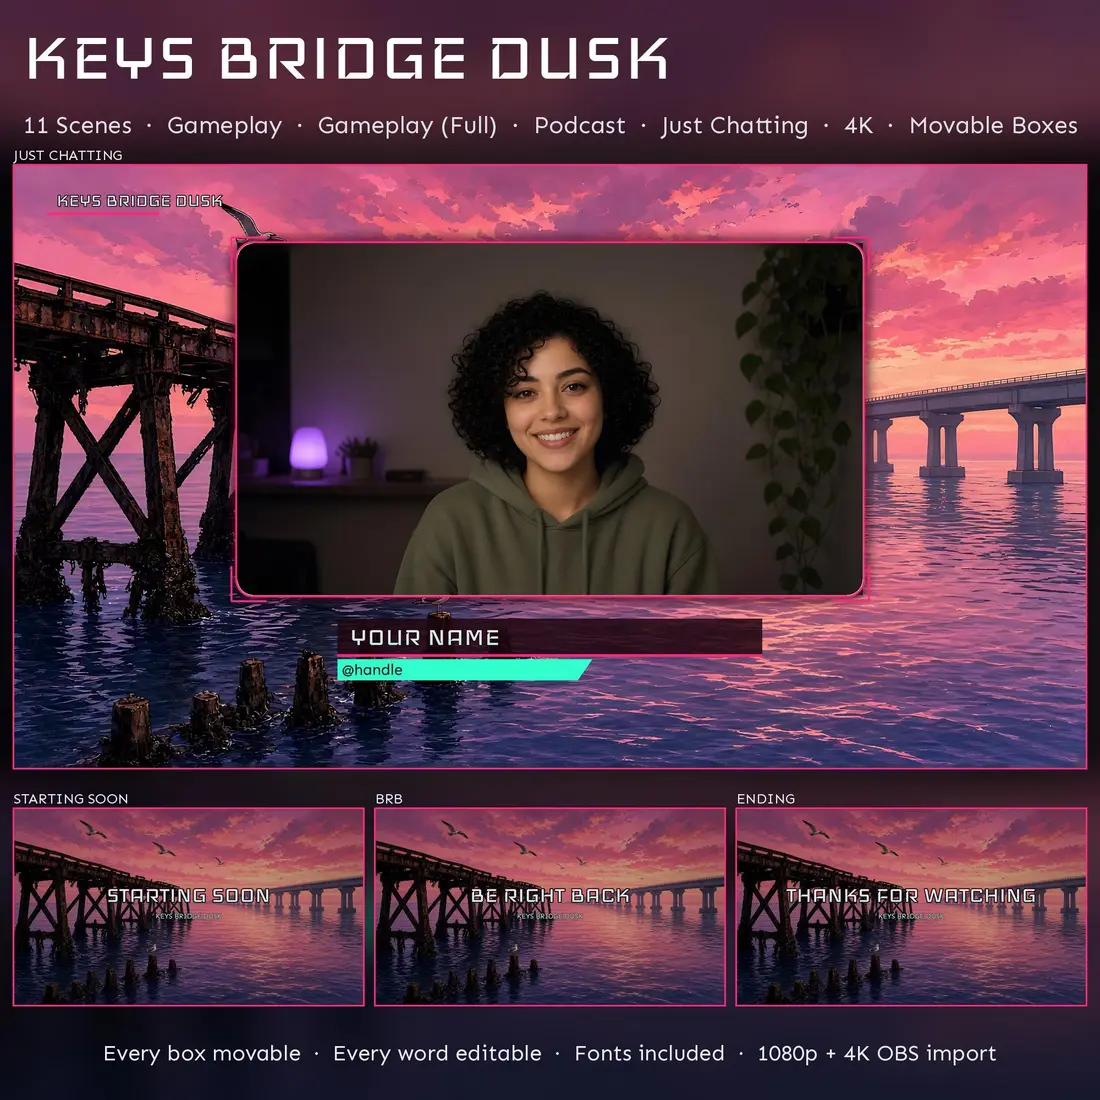 KEYS BRIDGE DUSK
11 Scenes · Gameplay · Gameplay (Full) · Podcast · Just Chatting · 4K · Movable Boxes
JUST CHATTING
KEYS BRIDGE DUSK
YOUR NAME
@handle
STARTING SOON
BRB
ENDING
STARTING SOON
KEYS BRIDGE DUSK
BE RIGHT BACK
KEYS BRIDGE DUSK
THANKS FOR WATCHING
KEYS BRIDGE DUSK
Every box movable · Every word editable · Fonts included · 1080p + 4K OBS import